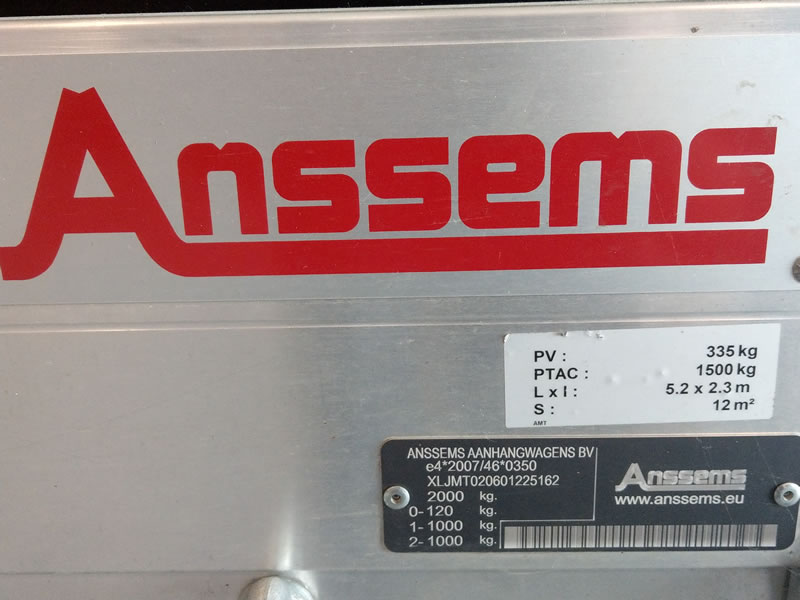 Anssems
PV : 335 kg
PTAC : 1500 kg
L x l : 5.2 x 2.3 m
S : 12 m²
AMT
ANSSEMS AANHANGWAGENS BV
e4*2007/46*0350
XLJMT020601225162
2000 kg.
0- 120 kg.
1- 1000 kg.
2- 1000 kg.
Anssems
www.anssems.eu